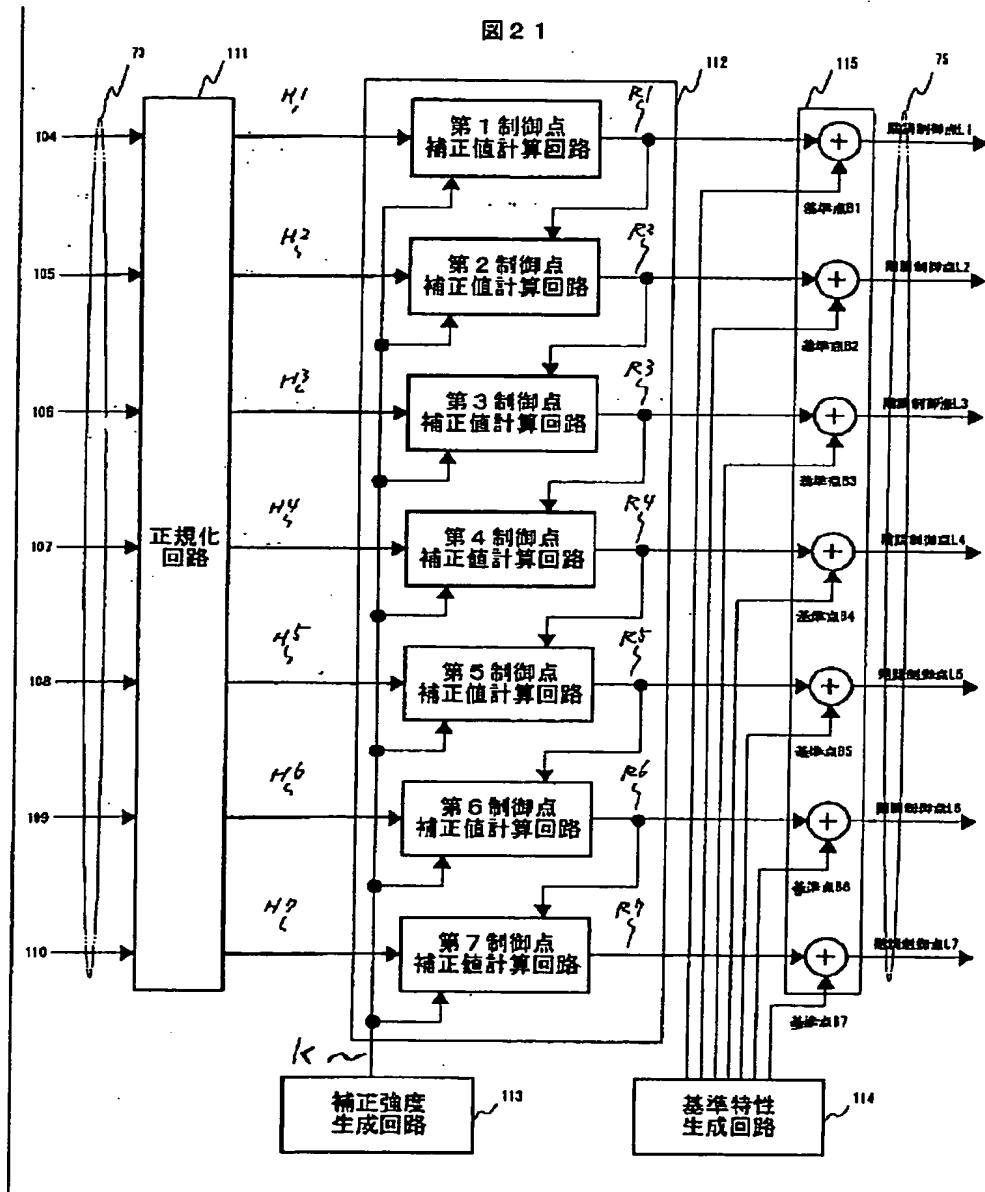 図２１
73
111
112
115
75
H1
R1
104
第１制御点
補正値計算回路
階調制御点L1
基準点B1
H2
R2
105
第２制御点
補正値計算回路
階調制御点L2
基準点B2
H3
R3
106
第３制御点
補正値計算回路
階調制御点L3
基準点B3
H4
R4
107
正規化
回路
第４制御点
補正値計算回路
階調制御点L4
基準点B4
H5
R5
108
第５制御点
補正値計算回路
階調制御点L5
基準点B5
H6
R6
109
第６制御点
補正値計算回路
階調制御点L6
基準点B6
H7
R7
110
第７制御点
補正値計算回路
階調制御点L7
基準点B7
K
補正強度
生成回路
113
基準特性
生成回路
114